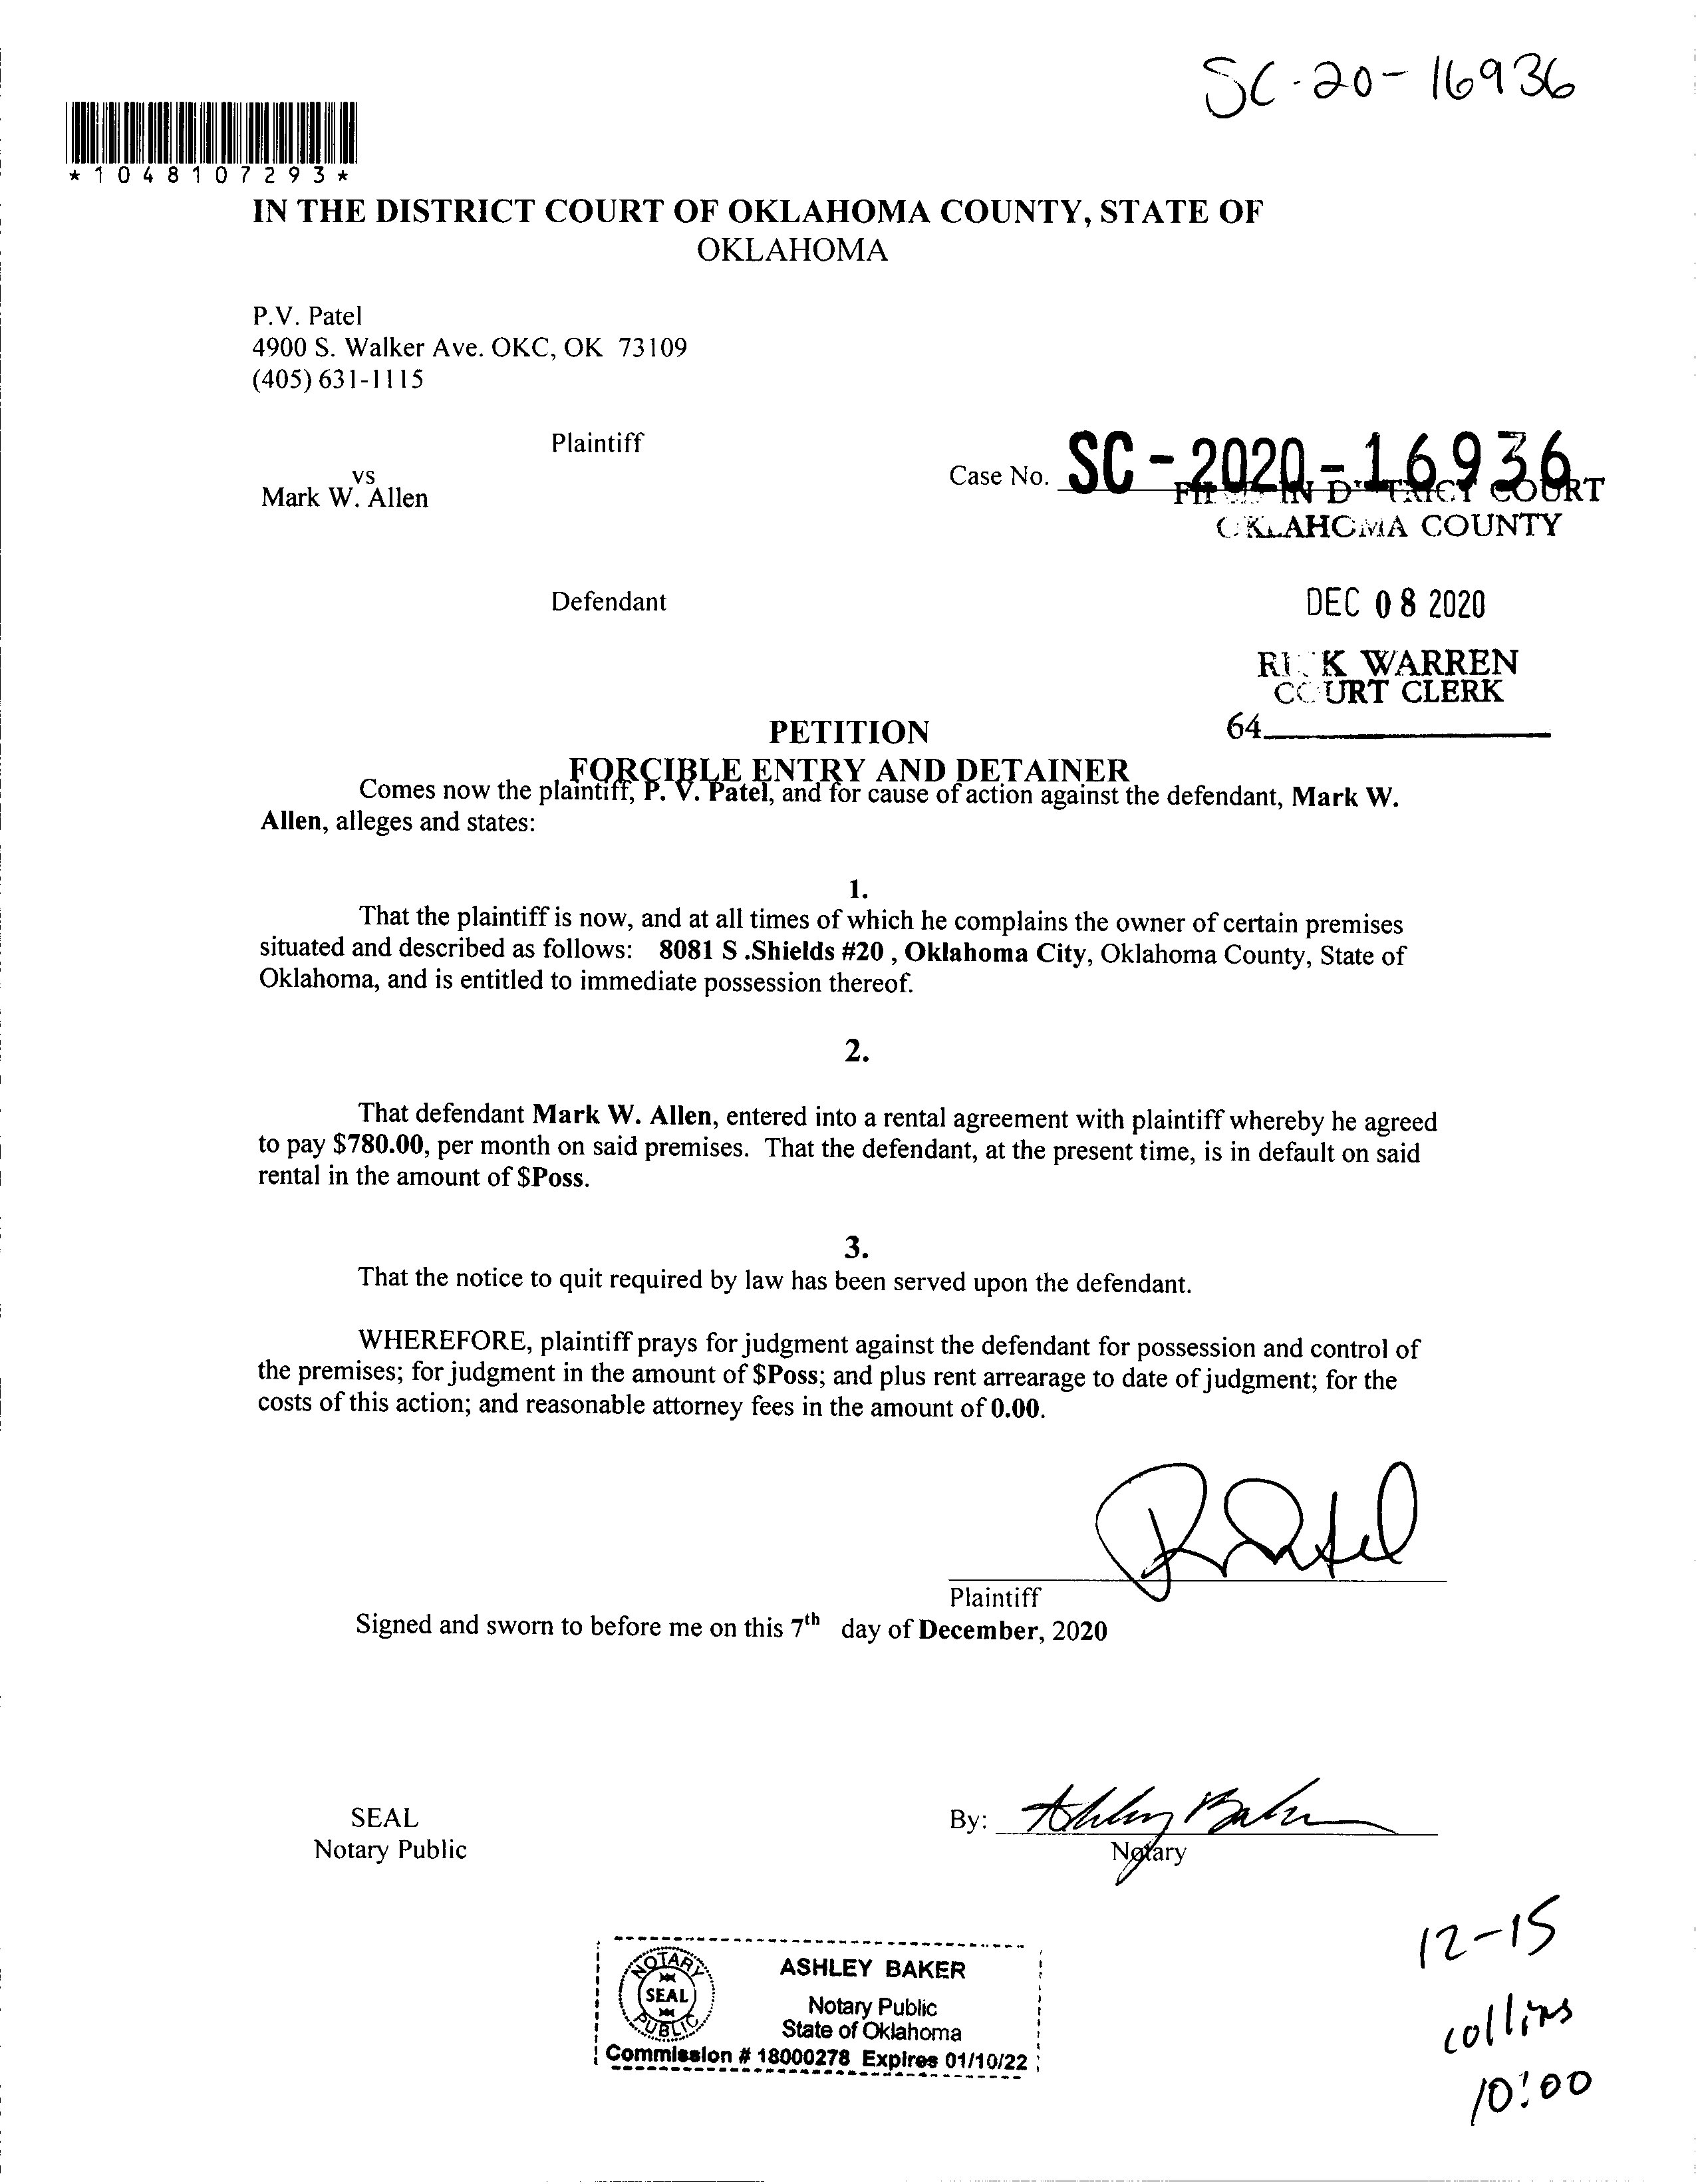 SC-20-16936
*1048107293*
IN THE DISTRICT COURT OF OKLAHOMA COUNTY, STATE OF
OKLAHOMA
P.V. Patel
4900 S. Walker Ave. OKC, OK 73109
(405) 631-1115
Plaintiff
vs
Mark W. Allen
Case No. SC-2020-16936
IN COURT
OKLAHOMA COUNTY
Defendant
DEC 08 2020
WARREN
COURT CLERK
64
PETITION
FORCIBLE ENTRY AND DETAINER
Comes now the plaintiff, P. V. Patel, and for cause of action against the defendant, Mark W.
Allen, alleges and states:
1.
That the plaintiff is now, and at all times of which he complains the owner of certain premises
situated and described as follows: 8081 S .Shields #20 , Oklahoma City, Oklahoma County, State of
Oklahoma, and is entitled to immediate possession thereof.
2.
That defendant Mark W. Allen, entered into a rental agreement with plaintiff whereby he agreed
to pay $780.00, per month on said premises. That the defendant, at the present time, is in default on said
rental in the amount of $Poss.
3.
That the notice to quit required by law has been served upon the defendant.
WHEREFORE, plaintiff prays for judgment against the defendant for possession and control of
the premises; for judgment in the amount of $Poss; and plus rent arrearage to date of judgment; for the
costs of this action; and reasonable attorney fees in the amount of 0.00.
Plaintiff
Signed and sworn to before me on this 7th day of December, 2020
SEAL
Notary Public
By: Ashley Baker
Notary
12-15
collins
10:00
NOTARY
SEAL
PUBLIC
ASHLEY BAKER
Notary Public
State of Oklahoma
Commission # 18000278 Expires 01/10/22